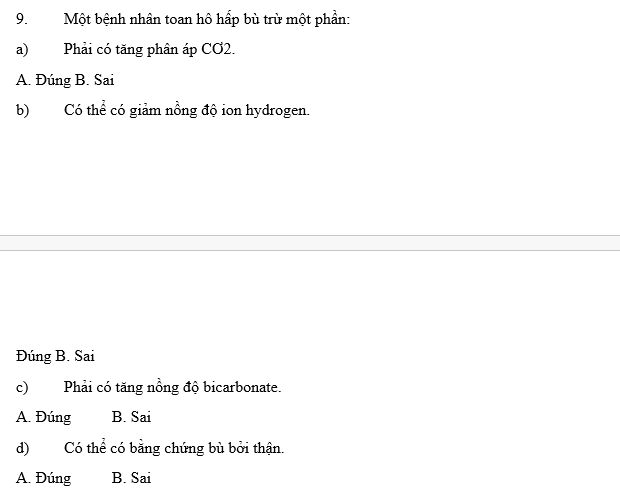 9. Một bệnh nhân toan hô hấp bù trừ một phần:
a) Phải có tăng phân áp CƠ2.
A. Đúng B. Sai
b) Có thể có giảm nồng độ ion hydrogen.
Đúng B. Sai
c) Phải có tăng nồng độ bicarbonate.
A. Đúng B. Sai
d) Có thể có bằng chứng bù bởi thận.
A. Đúng B. Sai